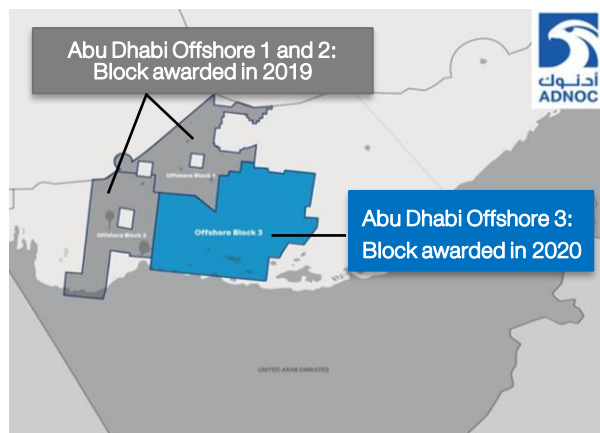 Abu Dhabi Offshore 1 and 2:
Block awarded in 2019
أدنوك
ADNOC
Offshore Block 1
Offshore Block 2
Offshore Block 3
Abu Dhabi Offshore 3:
Block awarded in 2020
UNITED ARAB EMIRATES